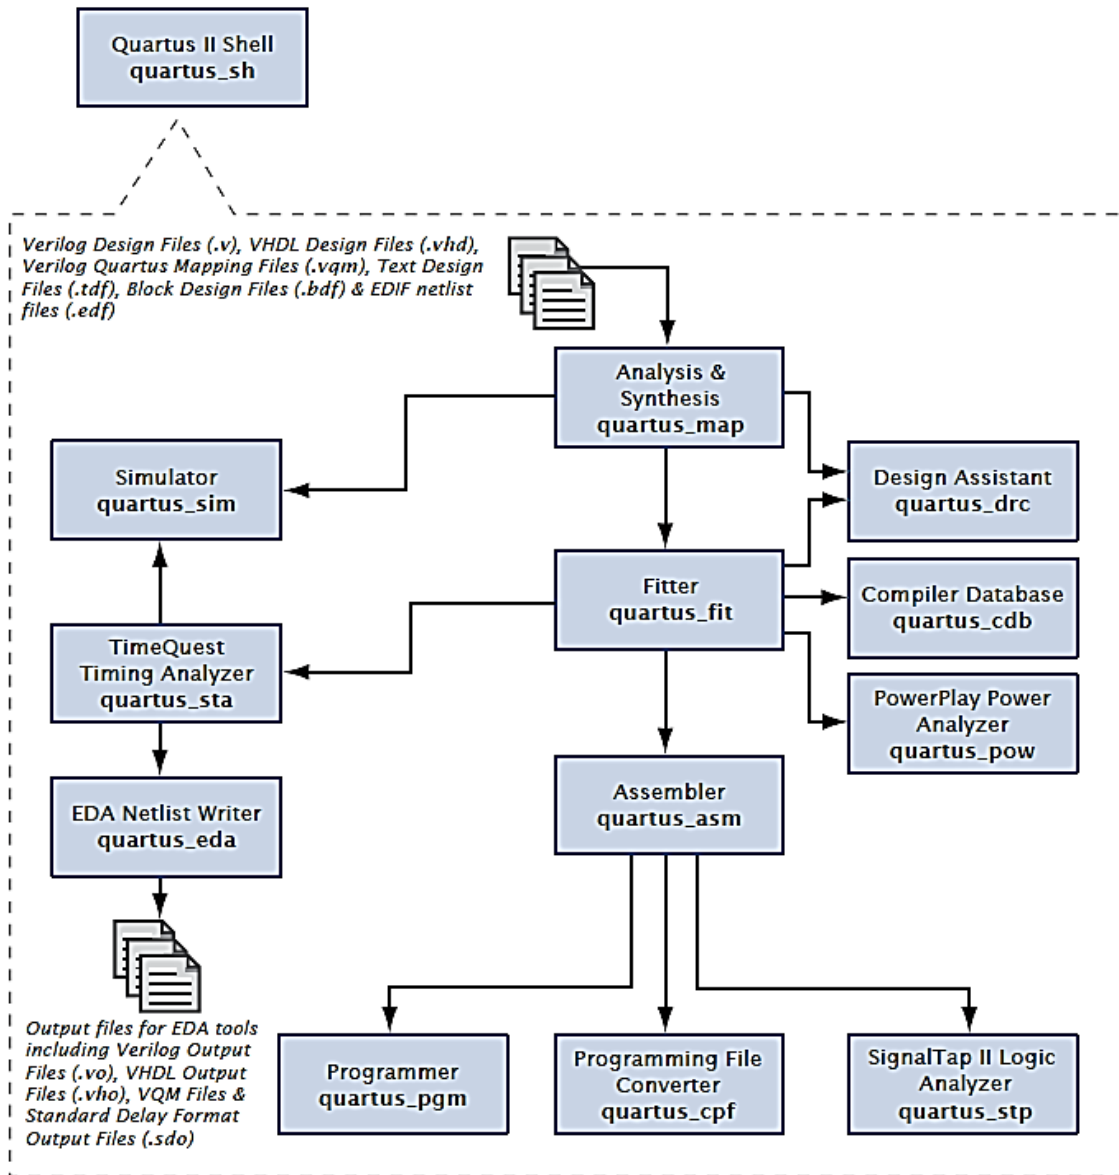 Quartus II Shell
quartus_sh
Verilog Design Files (.v), VHDL Design Files (.vhd),
Verilog Quartus Mapping Files (.vqm), Text Design
Files (.tdf), Block Design Files (.bdf) & EDIF netlist
files (.edf)
Analysis &
Synthesis
quartus_map
Simulator
quartus_sim
Design Assistant
quartus_drc
Fitter
quartus_fit
Compiler Database
quartus_cdb
TimeQuest
Timing Analyzer
quartus_sta
PowerPlay Power
Analyzer
quartus_pow
EDA Netlist Writer
quartus_eda
Assembler
quartus_asm
Output files for EDA tools
including Verilog Output
Files (.vo), VHDL Output
Files (.vho), VQM Files &
Standard Delay Format
Output Files (.sdo)
Programmer
quartus_pgm
Programming File
Converter
quartus_cpf
SignalTap II Logic
Analyzer
quartus_stp